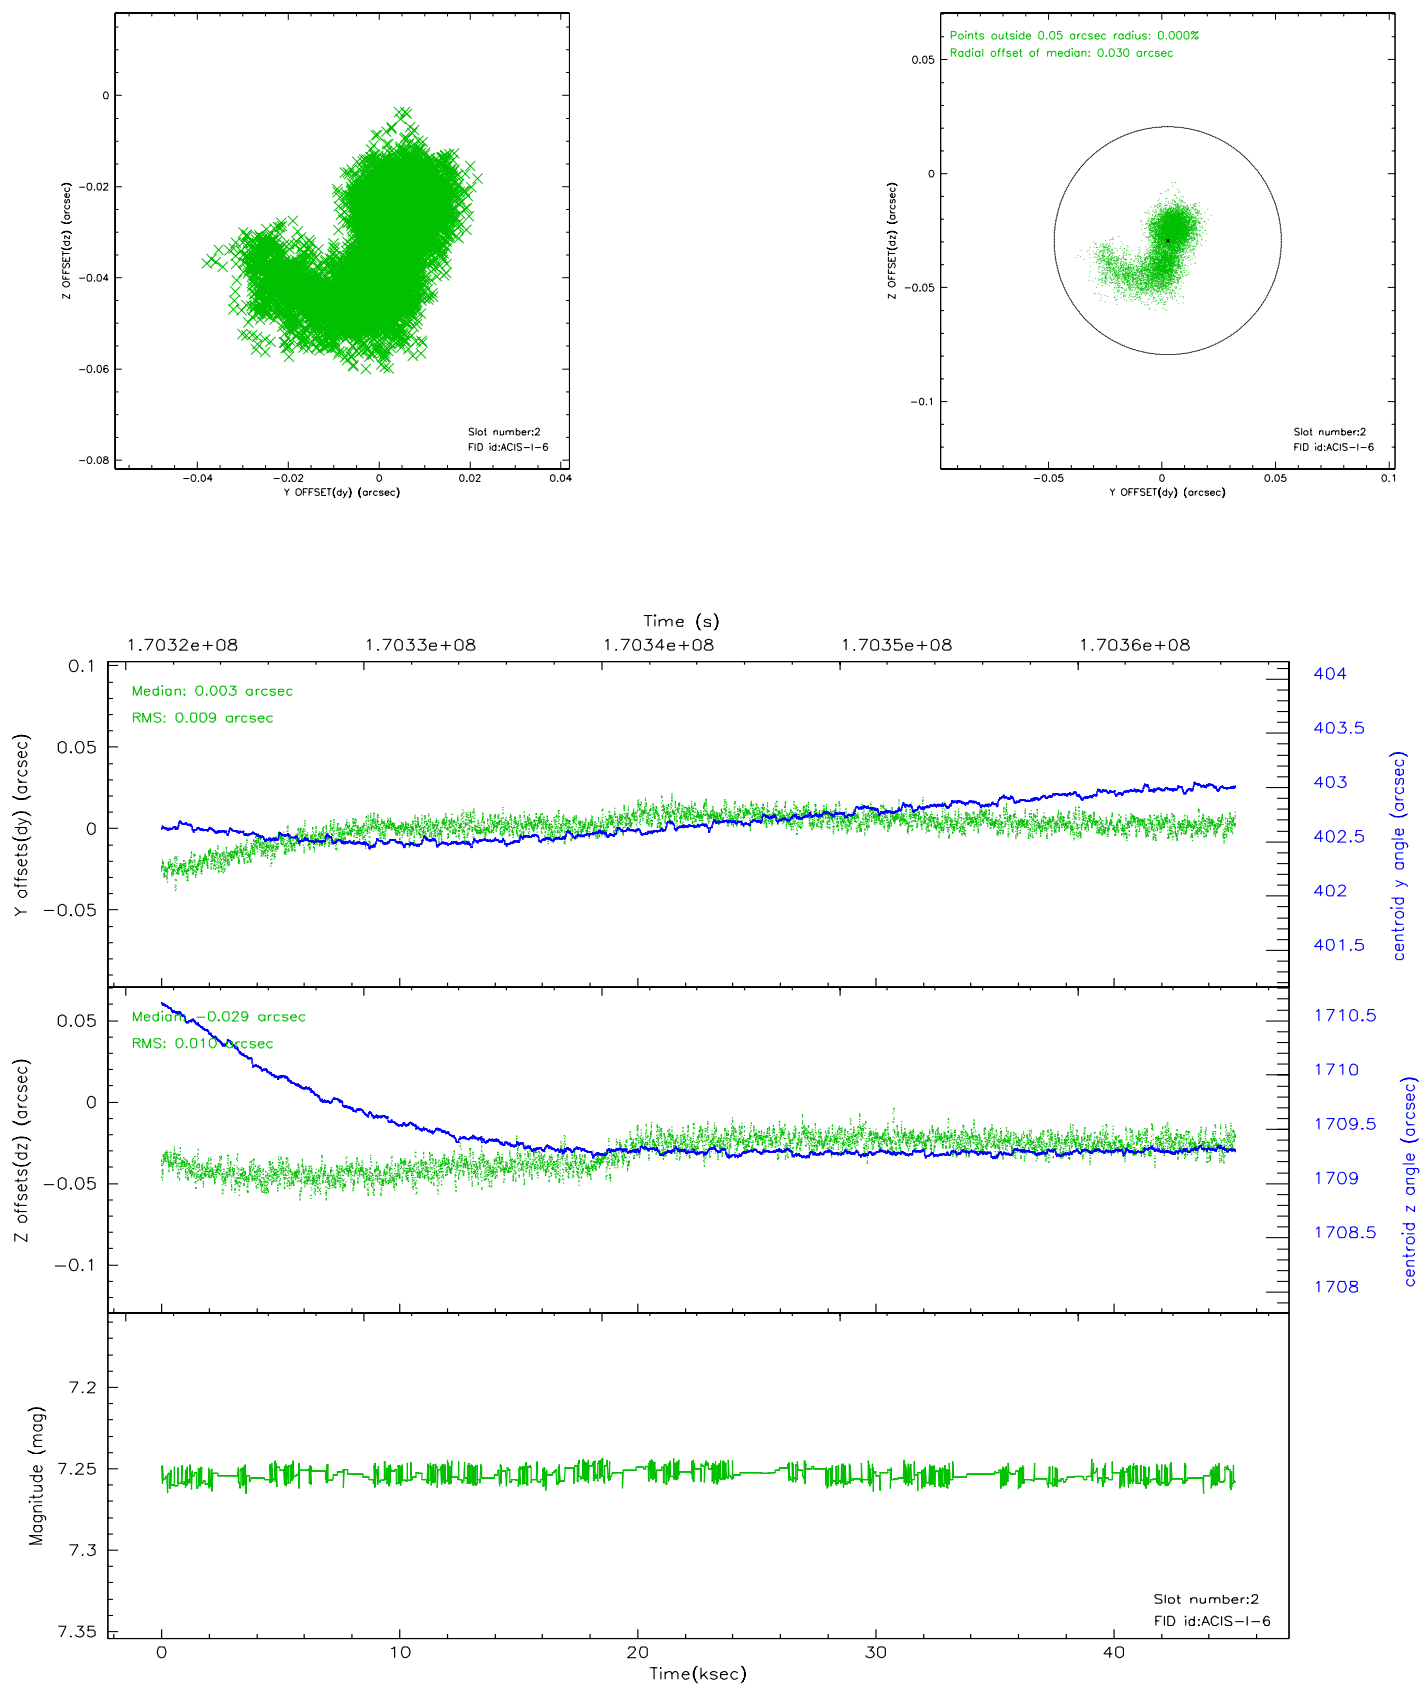 Points outside 0.05 arcsec radius: 0.000%
Radial offset of median: 0.030 arcsec
0
-0.02
-0.04
-0.06
-0.08
Z OFFSET(dz) (arcsec)
-0.04
-0.02
0
0.02
0.04
Y OFFSET(dy) (arcsec)
Slot number:2
FID id:ACIS-I-6
0.05
0
-0.05
-0.1
Z OFFSET(dz) (arcsec)
-0.05
0
0.05
0.1
Y OFFSET(dy) (arcsec)
Slot number:2
FID id:ACIS-I-6
Time (s)
1.7032e+08
1.7033e+08
1.7034e+08
1.7035e+08
1.7036e+08
Median: 0.003 arcsec
RMS: 0.009 arcsec
0.1
0.05
0
-0.05
Y offsets(dy) (arcsec)
404
403.5
403
402.5
402
401.5
centroid y angle (arcsec)
Median: -0.029 arcsec
RMS: 0.010 arcsec
0.05
0
-0.05
-0.1
Z offsets(dz) (arcsec)
1710.5
1710
1709.5
1709
1708.5
1708
centroid z angle (arcsec)
7.2
7.25
7.3
7.35
Magnitude (mag)
Slot number:2
FID id:ACIS-I-6
0
10
20
30
40
Time(ksec)